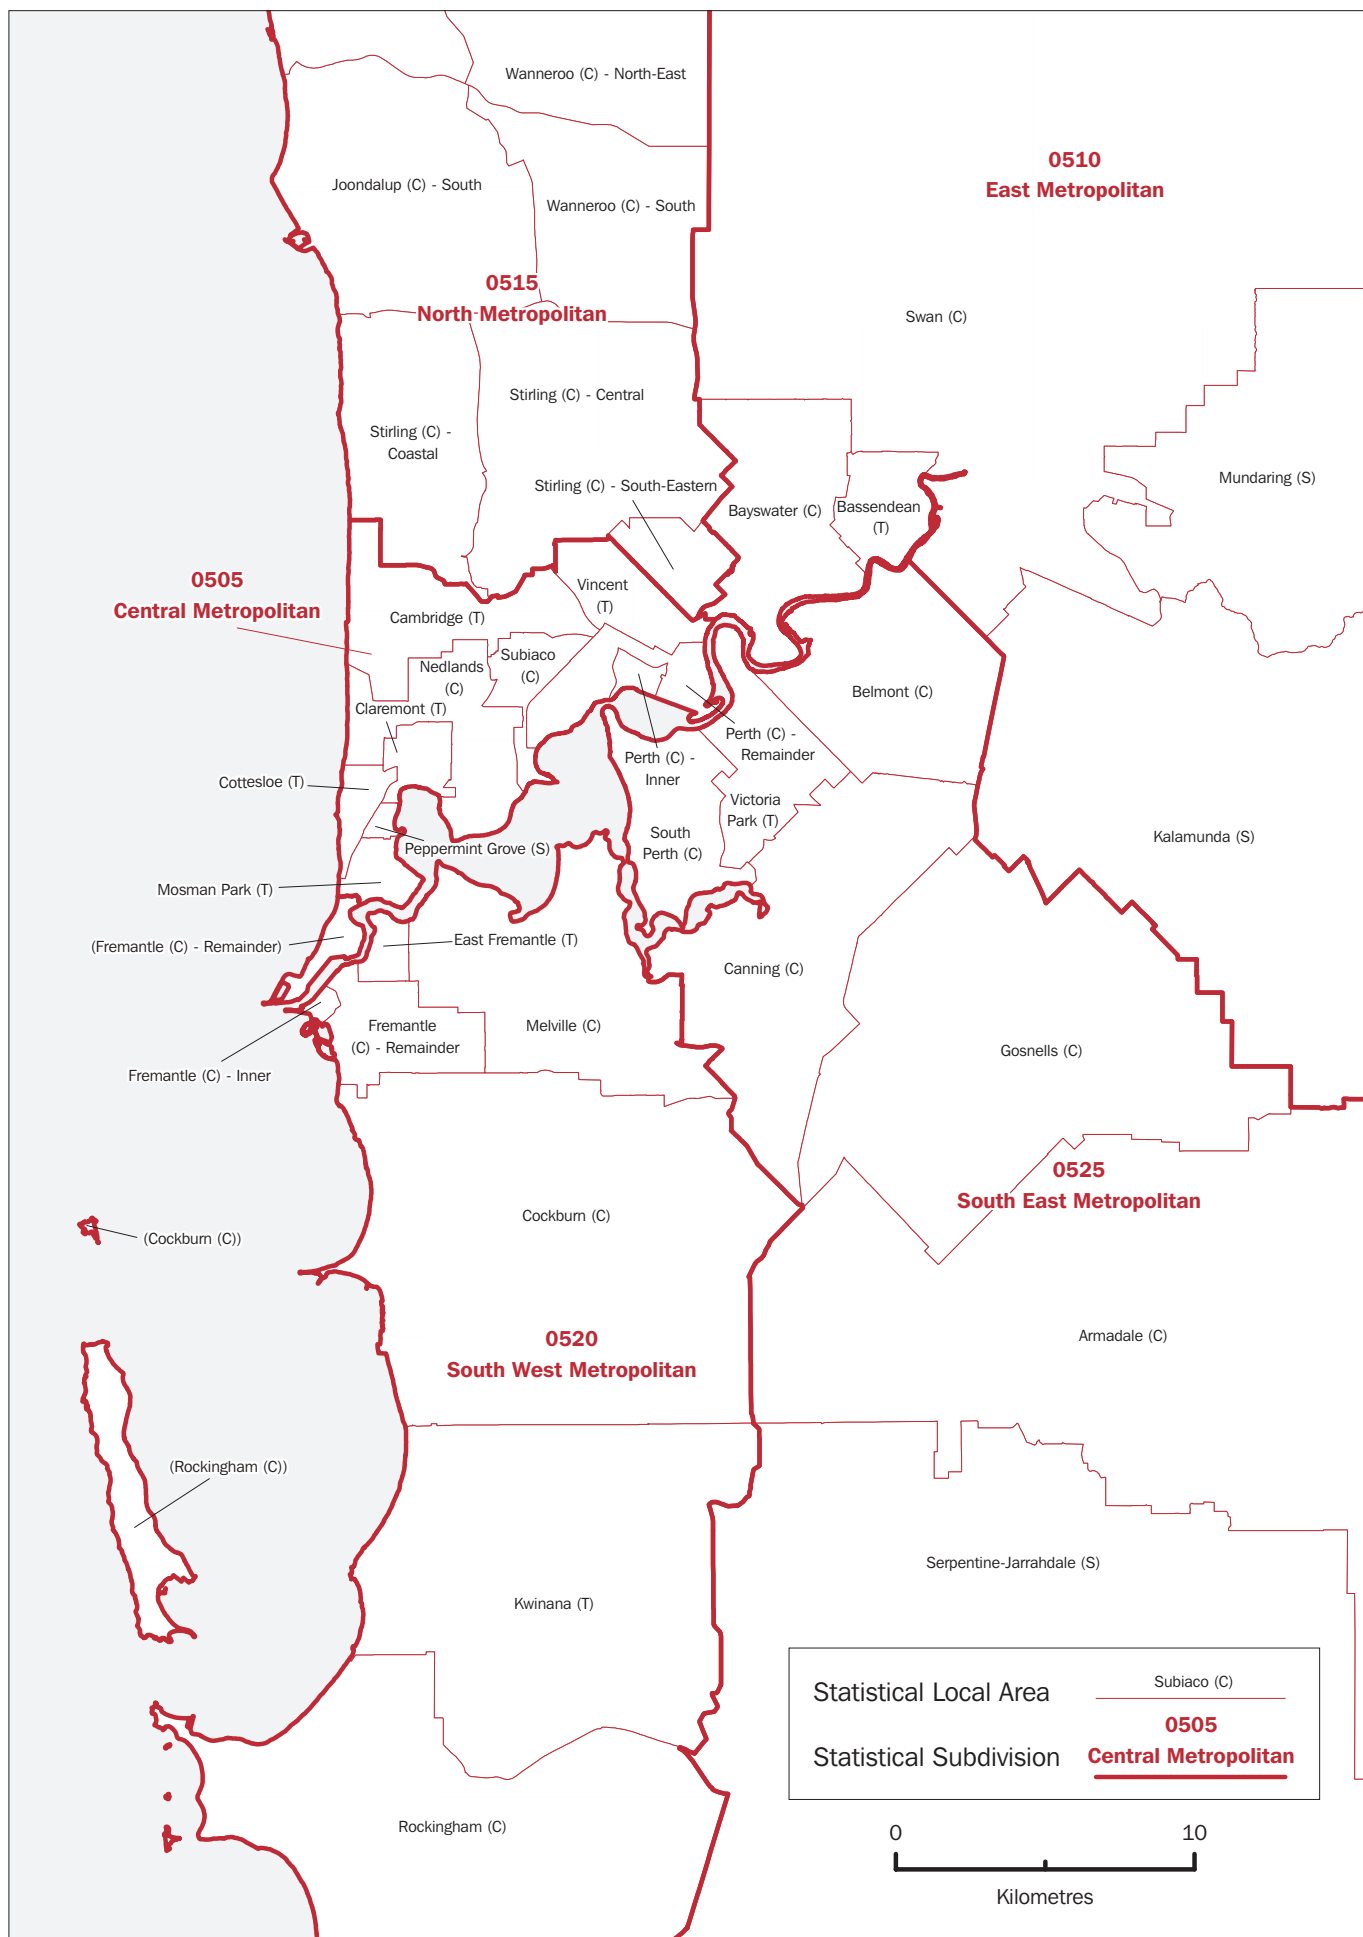 Wanneroo (C) - North-East
0510
East Metropolitan
Joondalup (C) - South
Wanneroo (C) - South
0515
North Metropolitan
Swan (C)
Stirling (C) - Central
Stirling (C) -
Coastal
Mundaring (S)
Stirling (C) - South-Eastern
Bayswater (C)
Bassendean
(T)
0505
Central Metropolitan
Vincent
(T)
Cambridge (T)
Subiaco
(C)
Nedlands
(C)
Belmont (C)
Claremont (T)
Perth (C) -
Remainder
Perth (C) -
Inner
Cottesloe (T)
Victoria
Park (T)
South
Perth (C)
Kalamunda (S)
Peppermint Grove (S)
Mosman Park (T)
(Fremantle (C) - Remainder)
East Fremantle (T)
Canning (C)
Fremantle
(C) - Remainder
Melville (C)
Gosnells (C)
Fremantle (C) - Inner
0525
South East Metropolitan
Cockburn (C)
(Cockburn (C))
0520
South West Metropolitan
Armadale (C)
(Rockingham (C))
Serpentine-Jarrahdale (S)
Kwinana (T)
Statistical Local Area
Subiaco (C)
Statistical Subdivision
0505
Central Metropolitan
Rockingham (C)
0 10
Kilometres